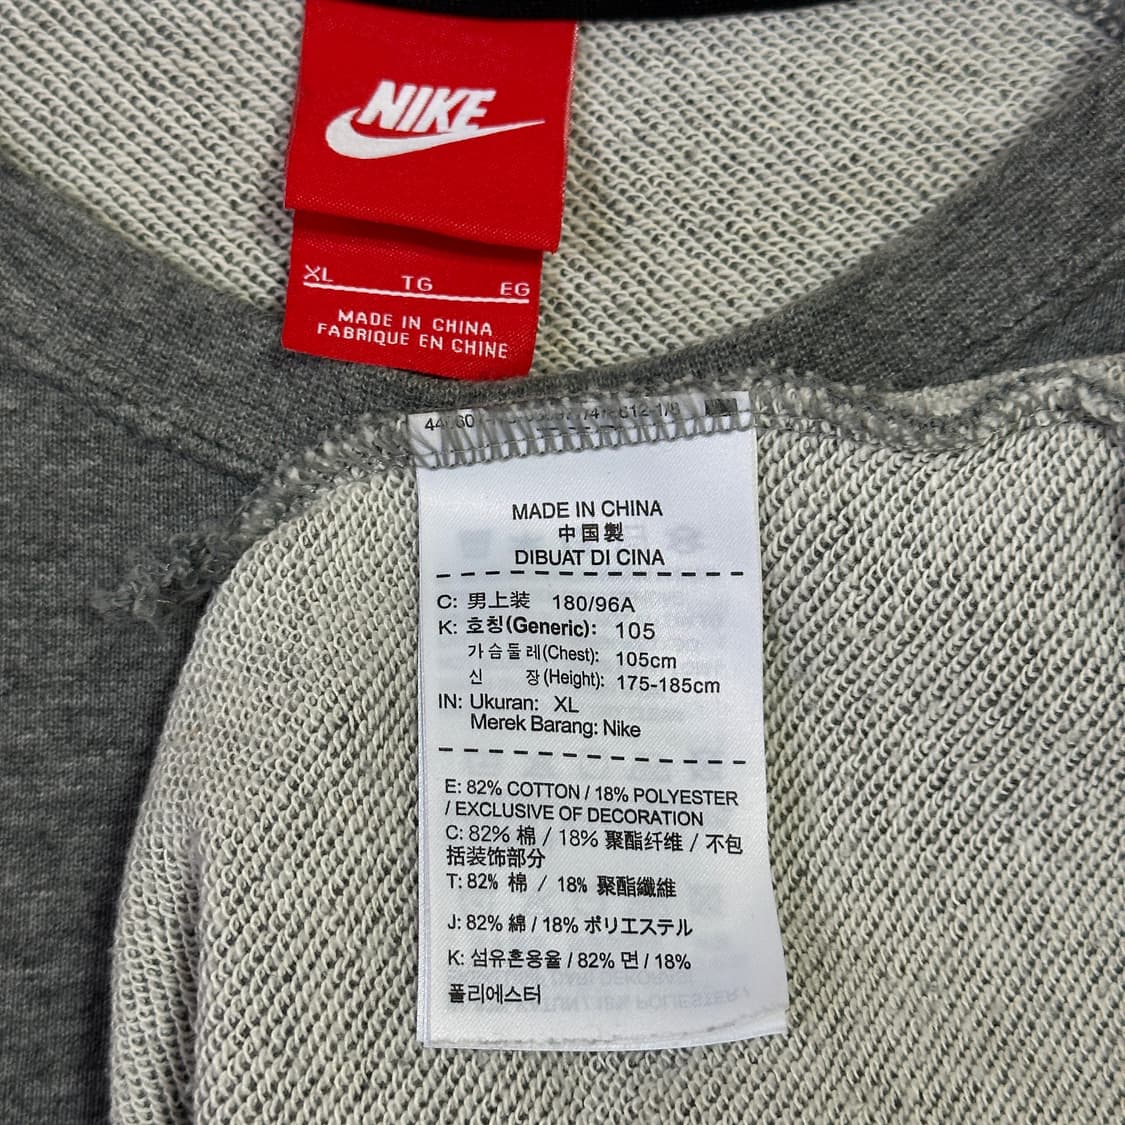 NIKE
XL TG EG
MADE IN CHINA
FABRIQUE EN CHINE
MADE IN CHINA
中国製
DIBUAT DI CINA
C: 男上装 180/96A
K: 호칭(Generic): 105
가슴둘레(Chest): 105cm
신 장(Height): 175-185cm
IN: Ukuran: XL
Merek Barang: Nike
E: 82% COTTON / 18% POLYESTER
/ EXCLUSIVE OF DECORATION
C: 82% 棉 / 18% 聚酯纤维 / 不包
括装饰部分
T: 82% 棉 / 18% 聚酯纖維
J: 82% 綿 / 18% ポリエステル
K: 섬유혼용율 / 82% 면 / 18%
폴리에스터